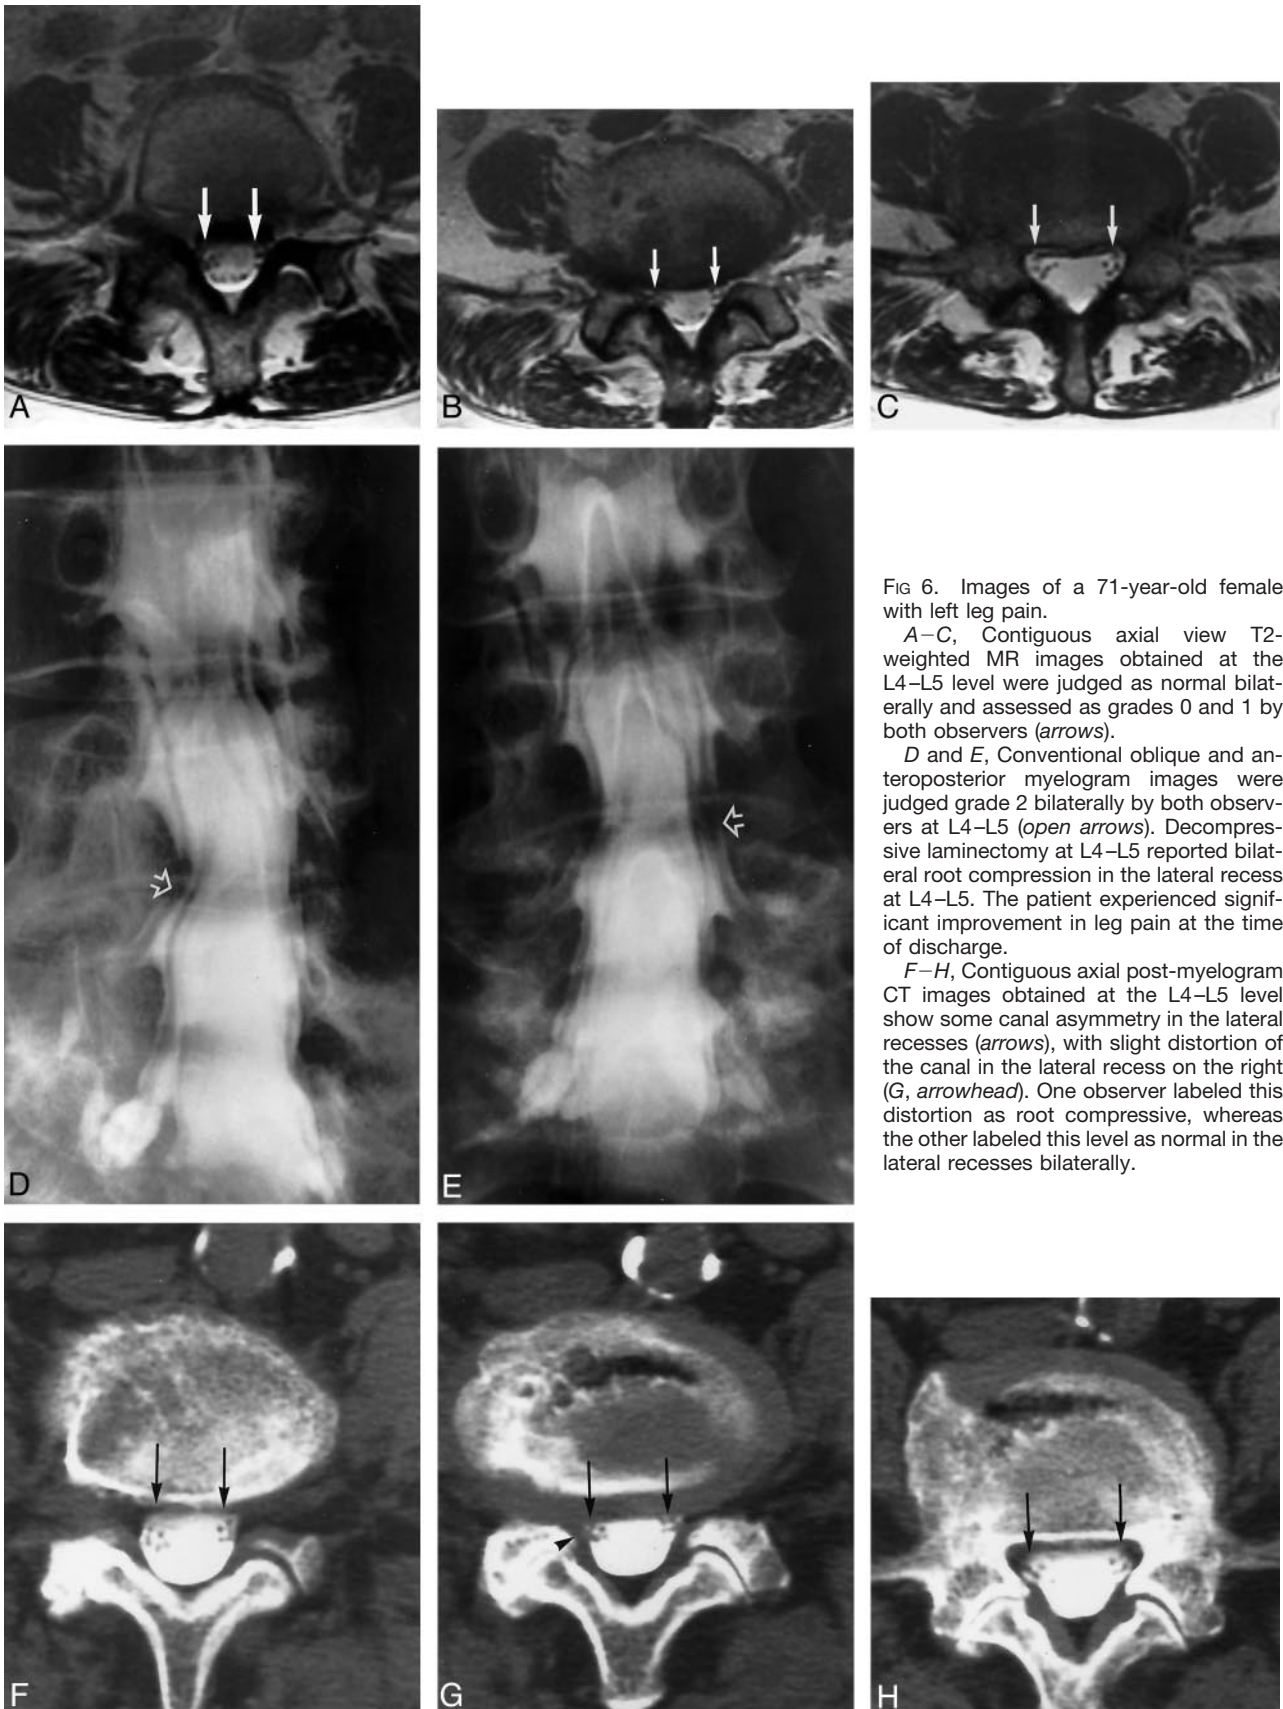 A
B
C
D
E
FIG 6. Images of a 71-year-old female
with left leg pain.
A–C, Contiguous axial view T2-
weighted MR images obtained at the
L4–L5 level were judged as normal bilat-
erally and assessed as grades 0 and 1 by
both observers (arrows).
D and E, Conventional oblique and an-
teroposterior myelogram images were
judged grade 2 bilaterally by both observ-
ers at L4–L5 (open arrows). Decompres-
sive laminectomy at L4–L5 reported bilat-
eral root compression in the lateral recess
at L4–L5. The patient experienced signif-
icant improvement in leg pain at the time
of discharge.
F–H, Contiguous axial post-myelogram
CT images obtained at the L4–L5 level
show some canal asymmetry in the lateral
recesses (arrows), with slight distortion of
the canal in the lateral recess on the right
(G, arrowhead). One observer labeled this
distortion as root compressive, whereas
the other labeled this level as normal in the
lateral recesses bilaterally.
F
G
H